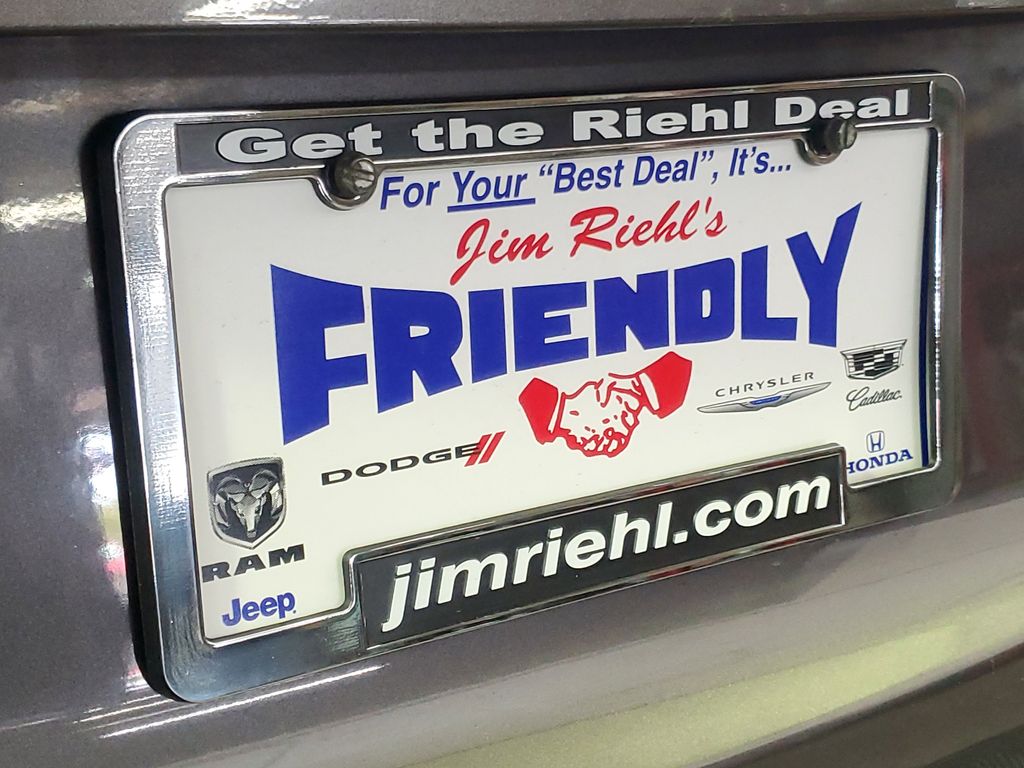 Get the Riehl Deal
For Your “Best Deal”, It’s...
Jim Riehl's
FRIENDLY
CHRYSLER
Cadillac
DODGE
HONDA
RAM
Jeep
jimriehl.com